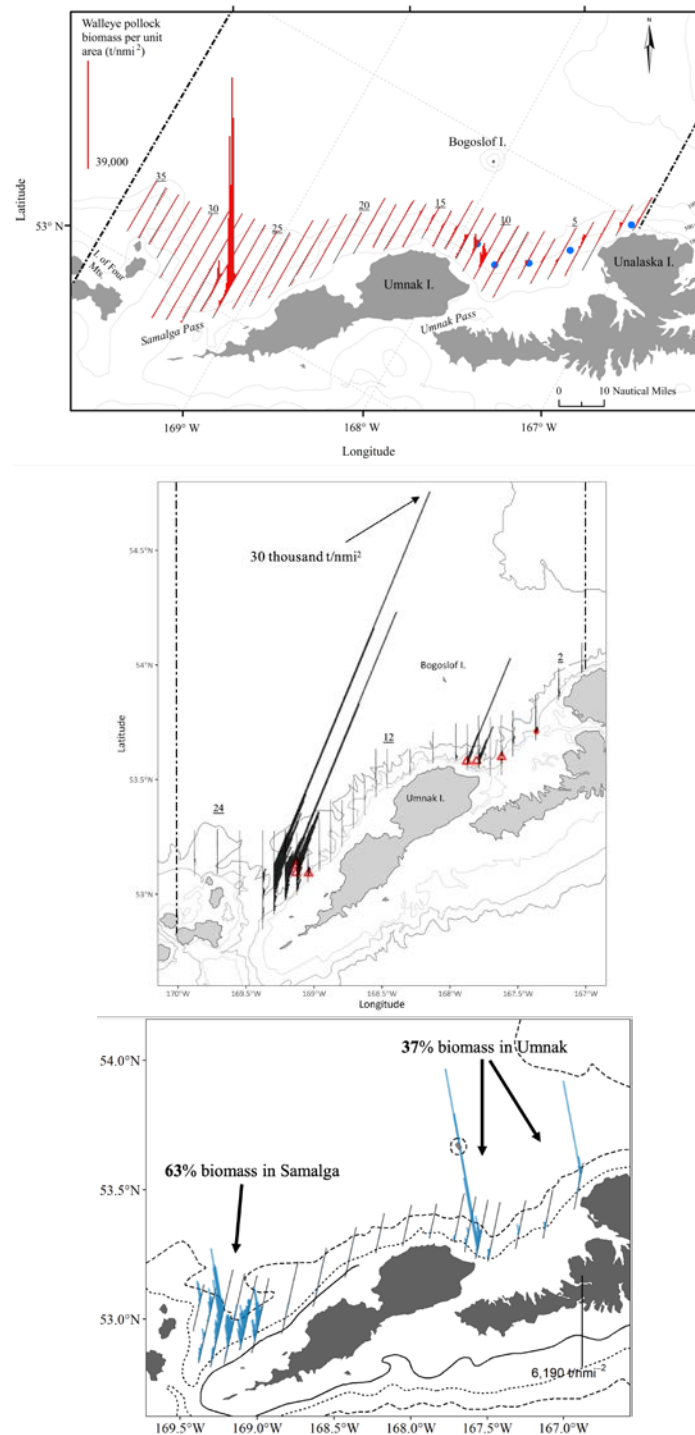 Walleye pollock
biomass per unit
area (t/nmi²)
39,000
N
Bogoslof I.
35
30
25
20
15
10
5
Latitude
53° N
I. of Four
Mts.
Samalga Pass
Umnak I.
Umnak Pass
Unalaska I.
0 10 Nautical Miles
169° W
168° W
167° W
Longitude
30 thousand t/nmi²
54.5°N
54°N
53.5°N
53°N
Latitude
Bogoslof I.
2
12
24
Umnak I.
170°W
169.5°W
169°W
168.5°W
168°W
167.5°W
167°W
Longitude
37% biomass in Umnak
63% biomass in Samalga
54.0°N
53.5°N
53.0°N
6,190 t/nmi⁻²
169.5°W
169.0°W
168.5°W
168.0°W
167.5°W
167.0°W